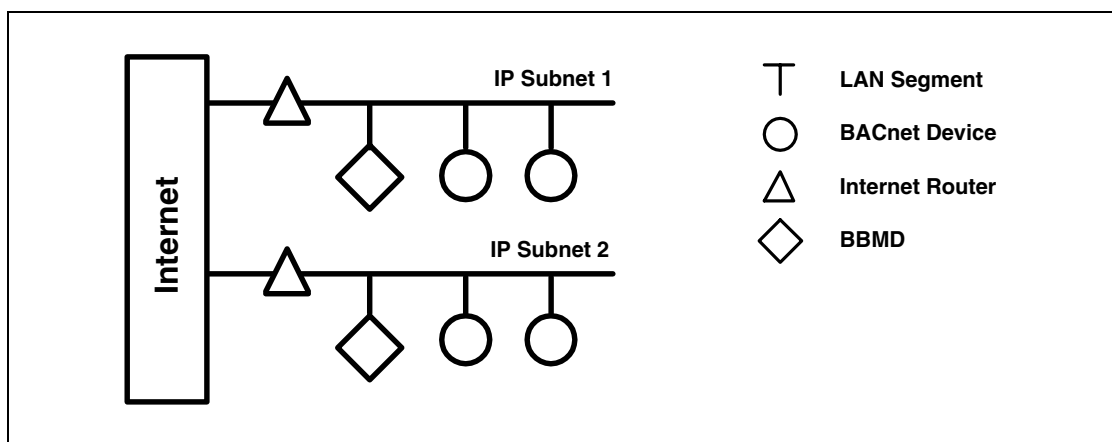 Internet
IP Subnet 1
IP Subnet 2
LAN Segment
BACnet Device
Internet Router
BBMD